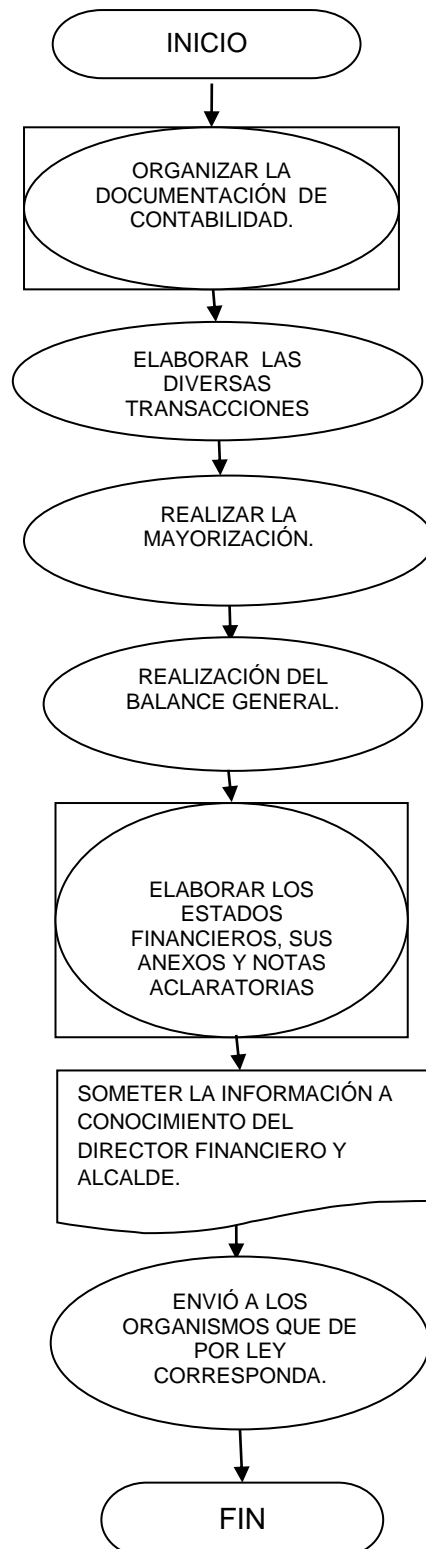 INICIO
ORGANIZAR LA
DOCUMENTACIÓN DE
CONTABILIDAD.
ELABORAR LAS
DIVERSAS
TRANSACCIONES
REALIZAR LA
MAYORIZACIÓN.
REALIZACIÓN DEL
BALANCE GENERAL.
ELABORAR LOS
ESTADOS
FINANCIEROS, SUS
ANEXOS Y NOTAS
ACLARATORIAS
SOMETER LA INFORMACIÓN A
CONOCIMIENTO DEL
DIRECTOR FINANCIERO Y
ALCALDE.
ENVIÓ A LOS
ORGANISMOS QUE DE
POR LEY
CORRESPONDA.
FIN